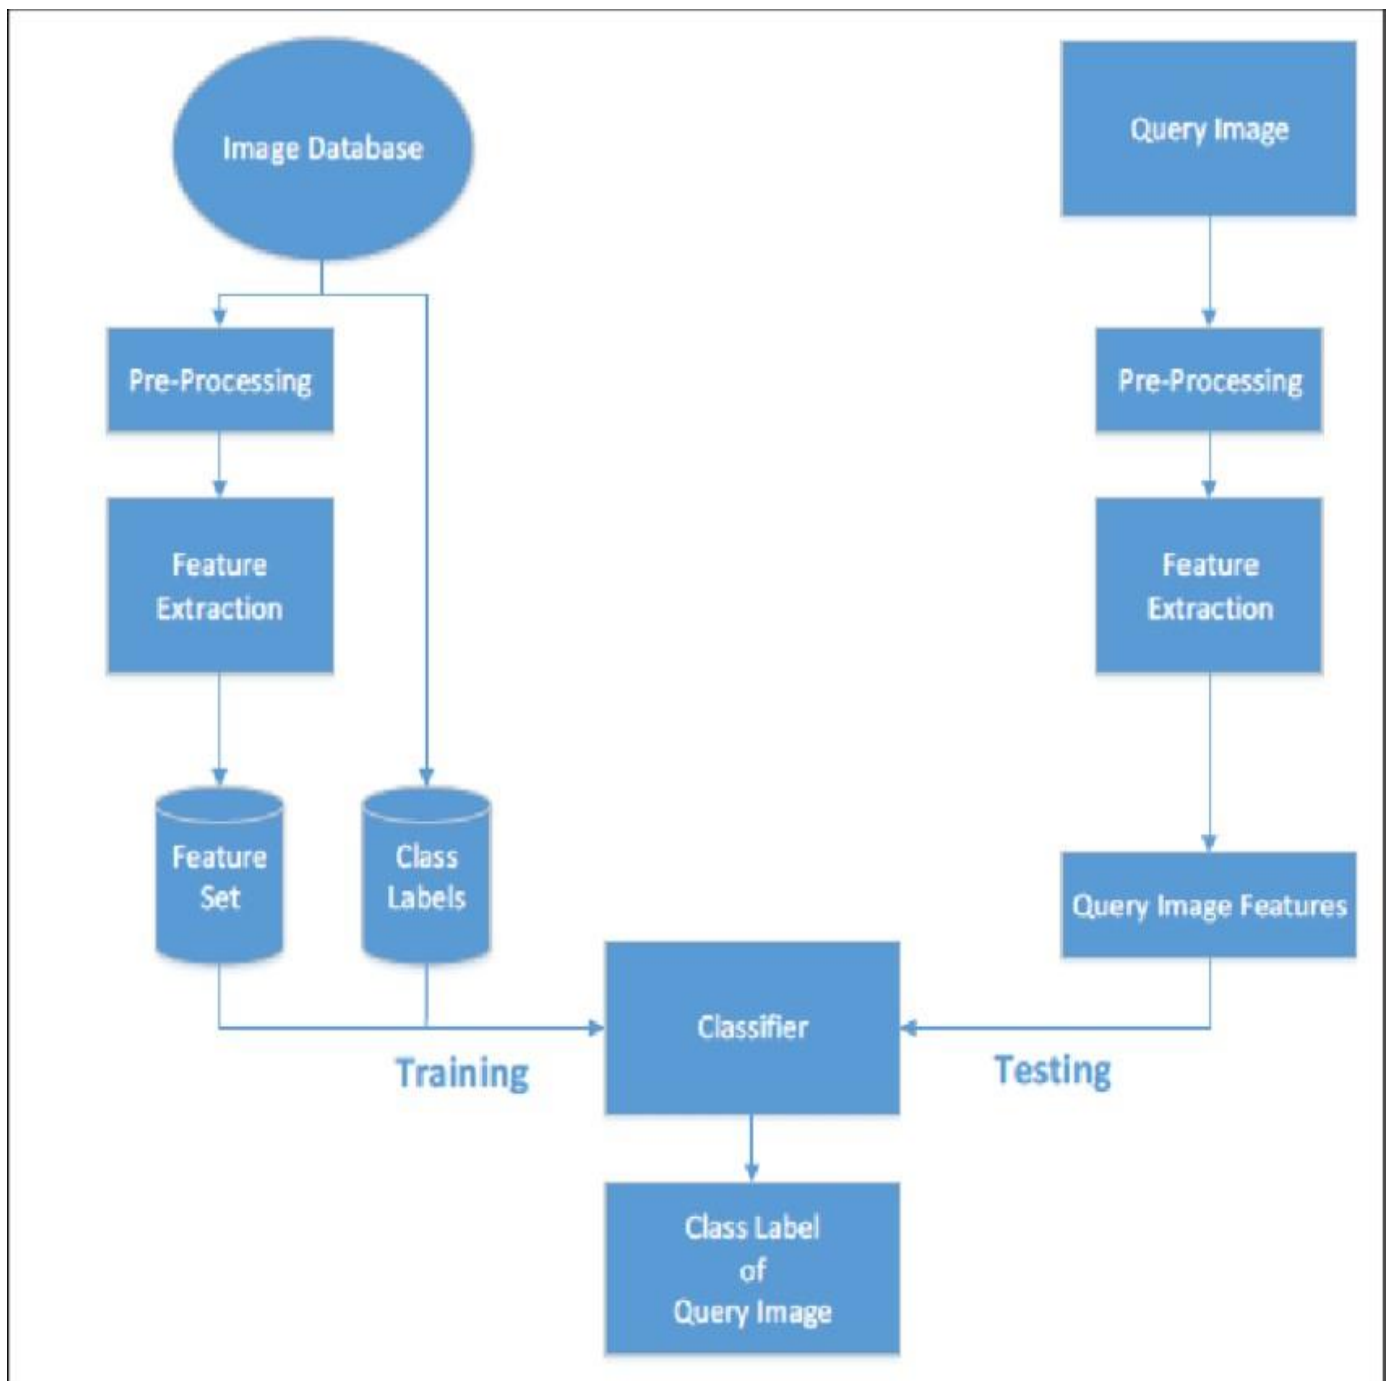 Image Database
Query Image
Pre-Processing
Pre-Processing
Feature
Extraction
Feature
Extraction
Feature
Set
Class
Labels
Query Image Features
Classifier
Training
Testing
Class Label
of
Query Image